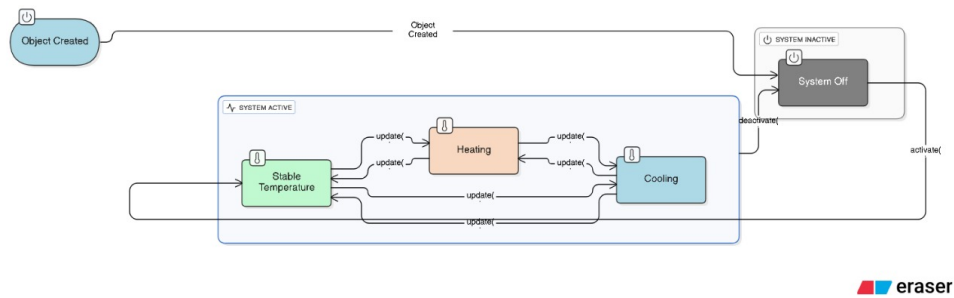 Object Created
Object
Created
SYSTEM INACTIVE
System Off
SYSTEM ACTIVE
deactivate(
activate(
update(
Heating
update(
update(
update(
Stable
Temperature
Cooling
update(
update(
eraser